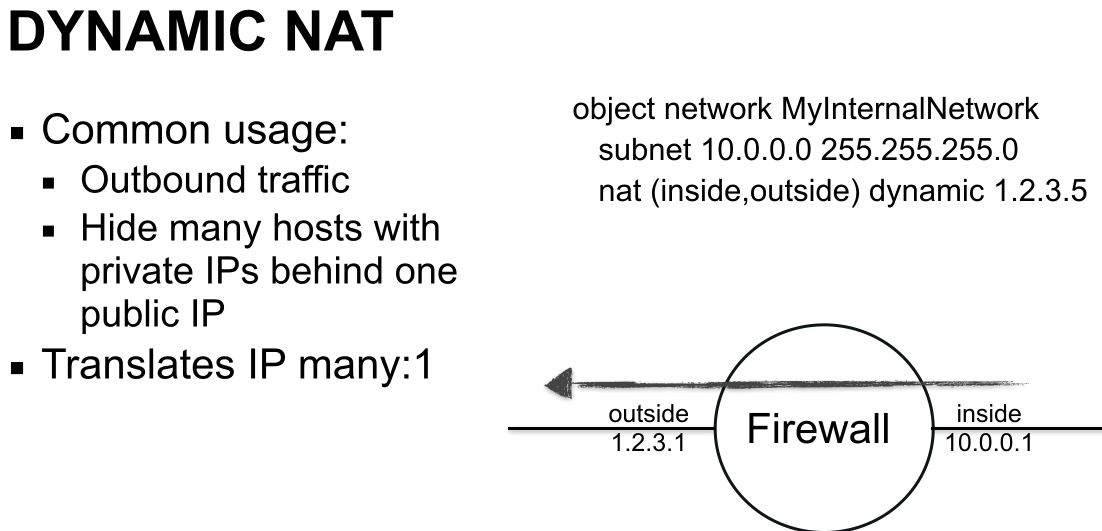 DYNAMIC NAT
▪ Common usage:
▪ Outbound traffic
▪ Hide many hosts with
private IPs behind one
public IP
▪ Translates IP many:1
object network MyInternalNetwork
subnet 10.0.0.0 255.255.255.0
nat (inside,outside) dynamic 1.2.3.5
outside
1.2.3.1
Firewall
inside
10.0.0.1